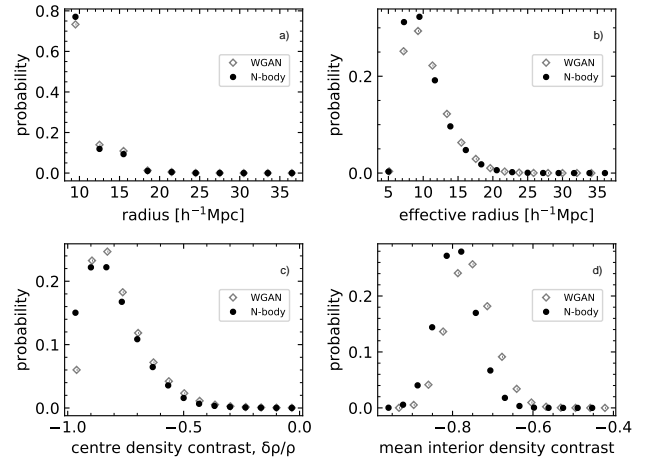 probability
0.8
0.6
0.4
0.2
0.0
a)
WGAN
N-body
10
15
20
25
30
35
radius [h⁻¹Mpc]
probability
0.2
0.0
b)
WGAN
N-body
5
10
15
20
25
30
35
effective radius [h⁻¹Mpc]
probability
0.2
0.1
0.0
c)
WGAN
N-body
−1.0
−0.5
0.0
centre density contrast, δρ/ρ
probability
0.2
0.1
0.0
d)
WGAN
N-body
−0.8
−0.6
−0.4
mean interior density contrast